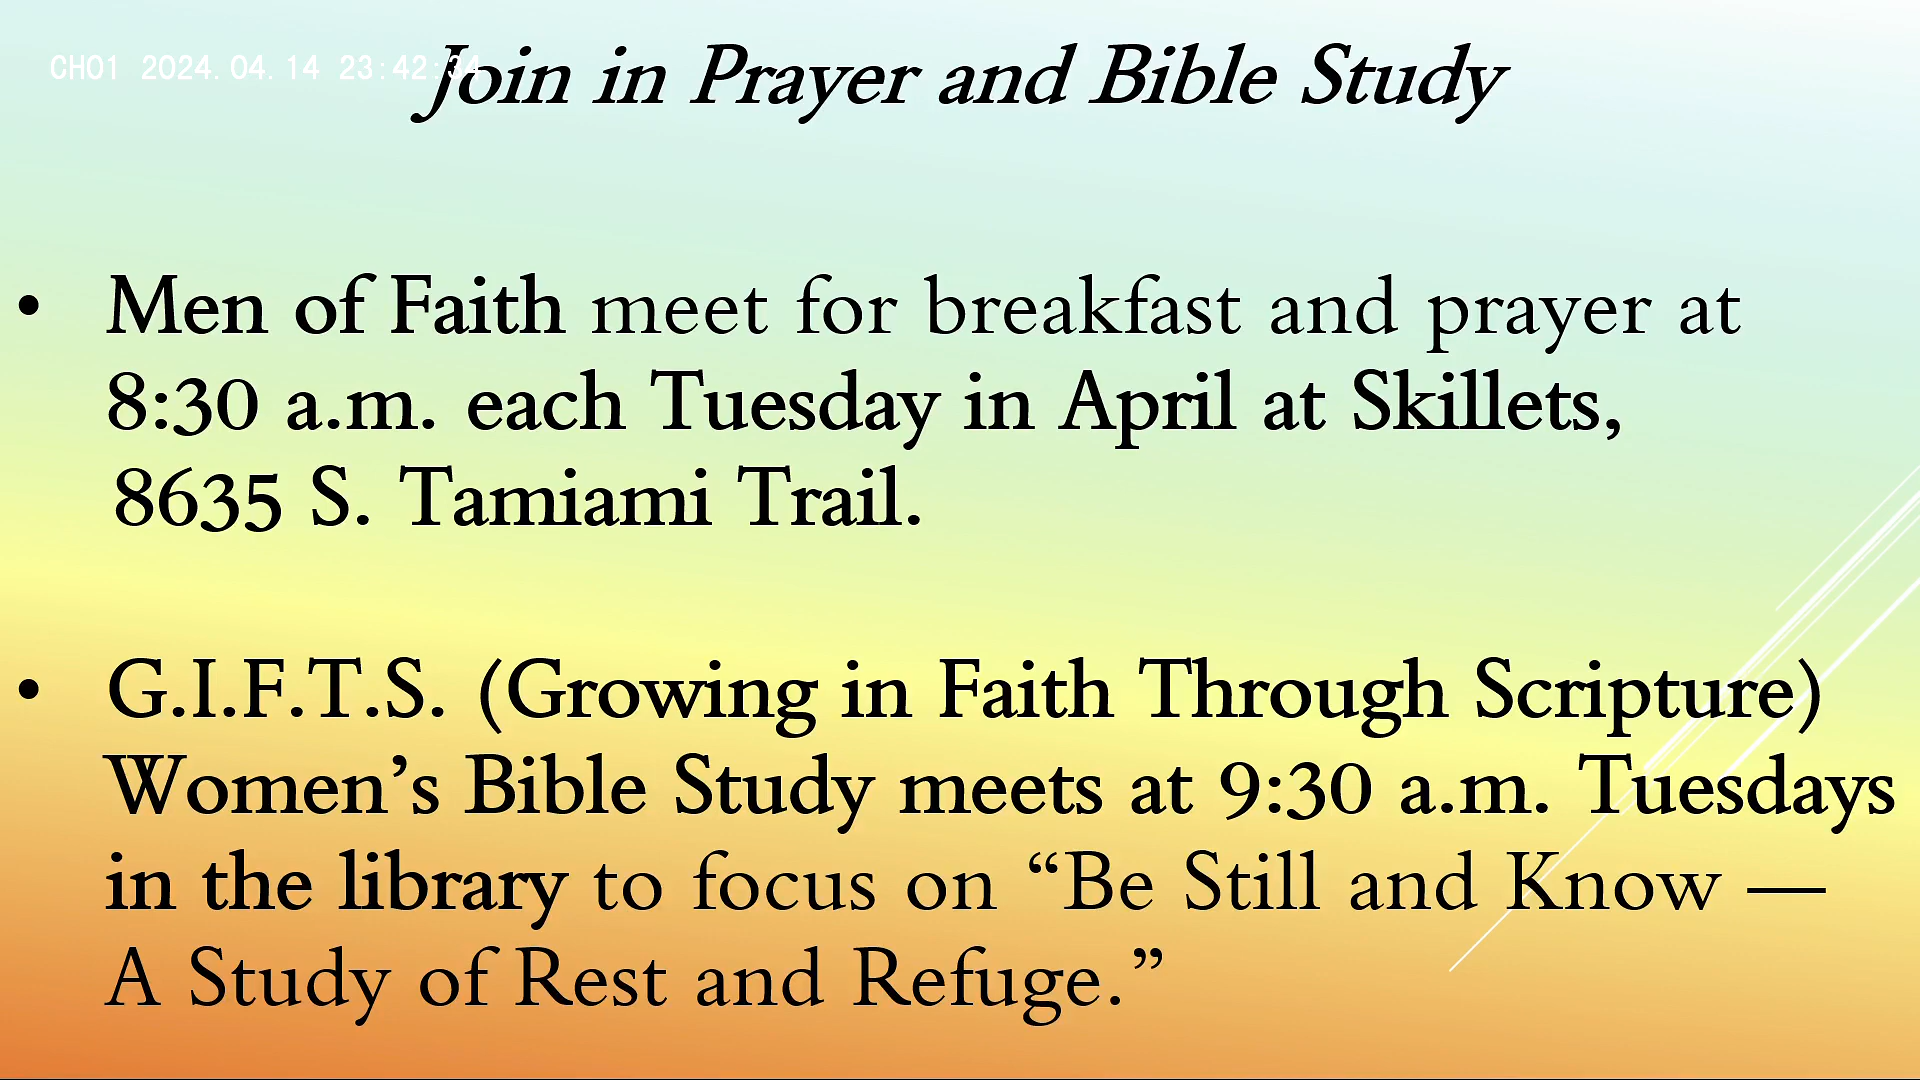 CH01 2024.04.14 23:42:34
Join in Prayer and Bible Study
• Men of Faith meet for breakfast and prayer at
8:30 a.m. each Tuesday in April at Skillets,
8635 S. Tamiami Trail.
• G.I.F.T.S. (Growing in Faith Through Scripture)
Women’s Bible Study meets at 9:30 a.m. Tuesdays
in the library to focus on “Be Still and Know —
A Study of Rest and Refuge.”